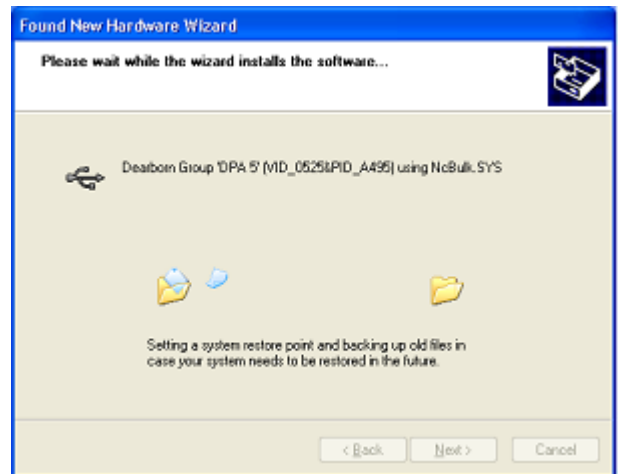 Found New Hardware Wizard
Please wait while the wizard installs the software...
Dearborn Group 'DPA 5' (VID_0525&PID_A495) using NcBulk.SYS
Setting a system restore point and backing up old files in
case your system needs to be restored in the future.
< Back
Next >
Cancel